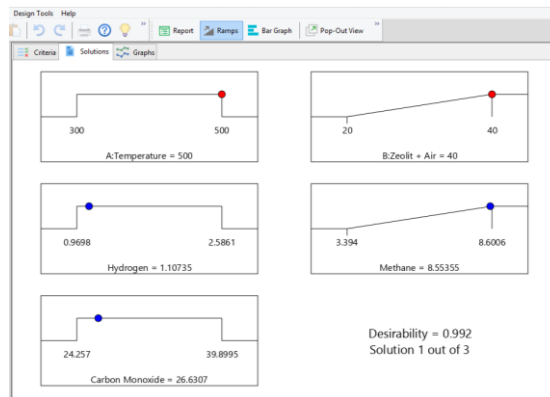 Design Tools Help
Report Ramps Bar Graph Pop-Out View
Criteria Solutions Graphs
300 500
A:Temperature = 500
20 40
B:Zeolit + Air = 40
0.9698 2.5861
Hydrogen = 1.10735
3.394 8.6006
Methane = 8.55355
24.257 39.8995
Carbon Monoxide = 26.6307
Desirability = 0.992
Solution 1 out of 3